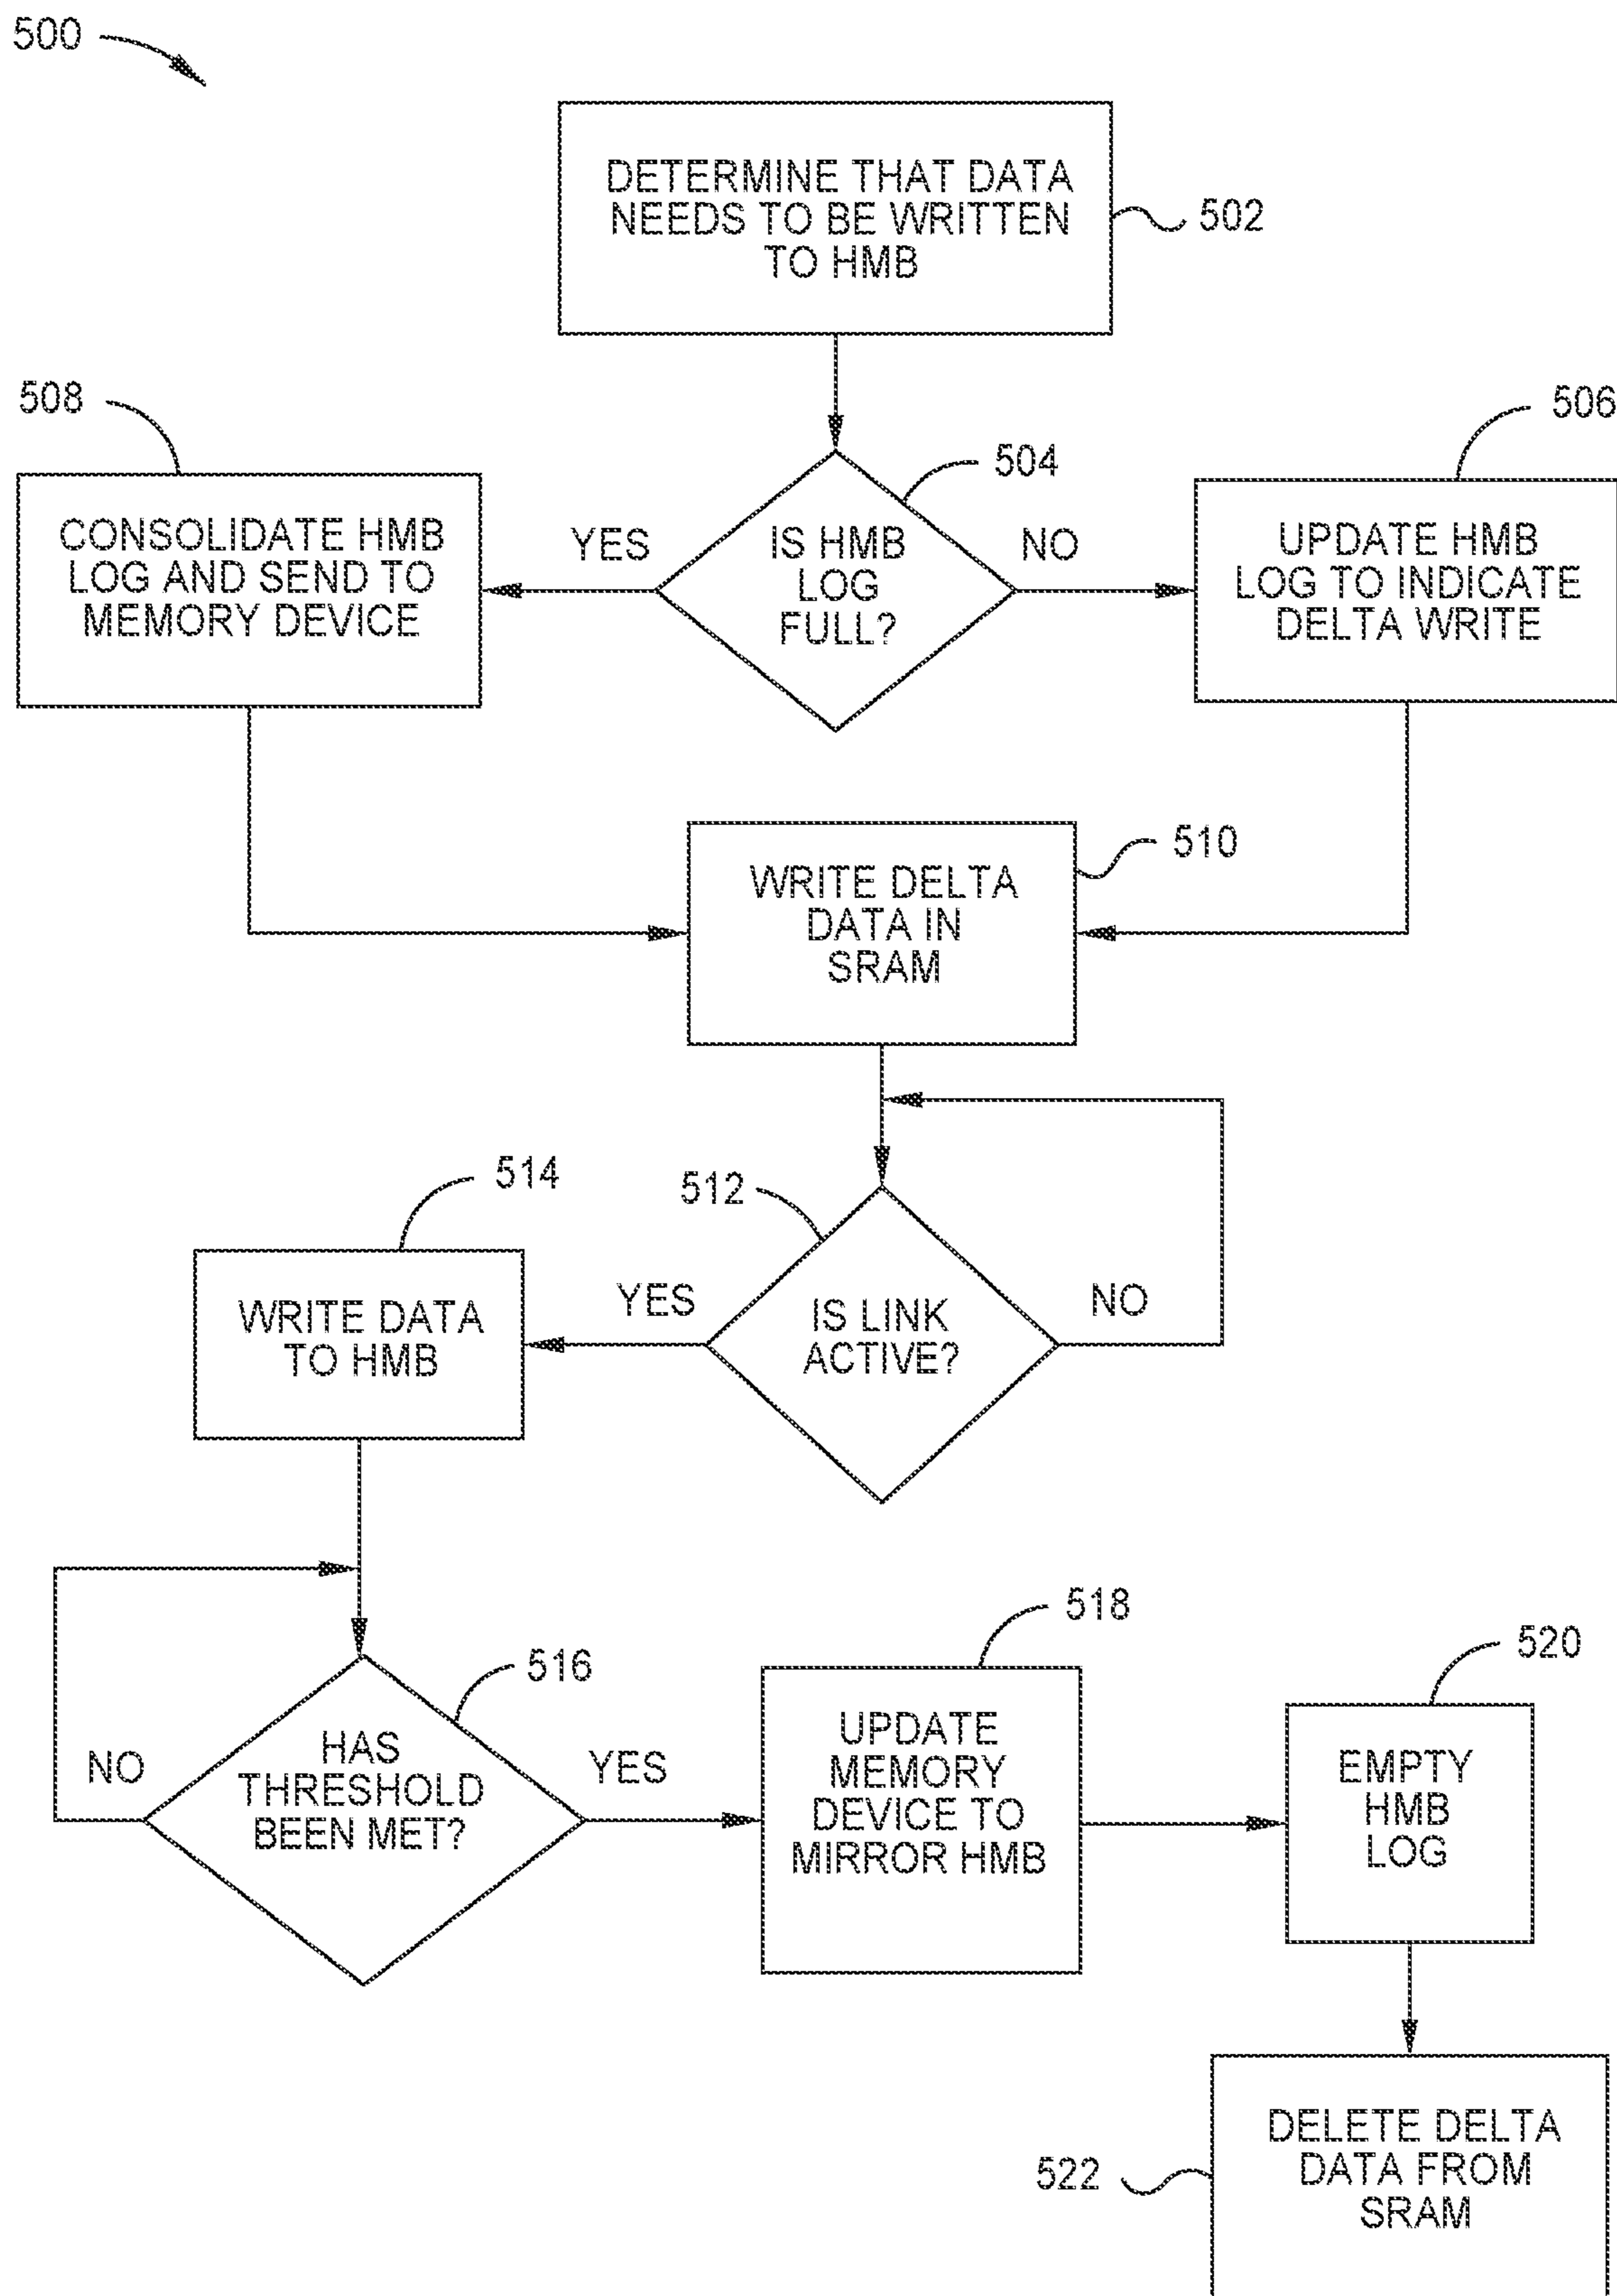 500
DETERMINE THAT DATA
NEEDS TO BE WRITTEN
TO HMB
502
508
506
504
CONSOLIDATE HMB
LOG AND SEND TO
MEMORY DEVICE
YES
IS HMB
LOG
FULL?
NO
UPDATE HMB
LOG TO INDICATE
DELTA WRITE
510
WRITE DELTA
DATA IN
SRAM
514
512
WRITE DATA
TO HMB
YES
IS LINK
ACTIVE?
NO
518
520
516
NO
HAS
THRESHOLD
BEEN MET?
YES
UPDATE
MEMORY
DEVICE TO
MIRROR HMB
EMPTY
HMB
LOG
522
DELETE DELTA
DATA FROM
SRAM